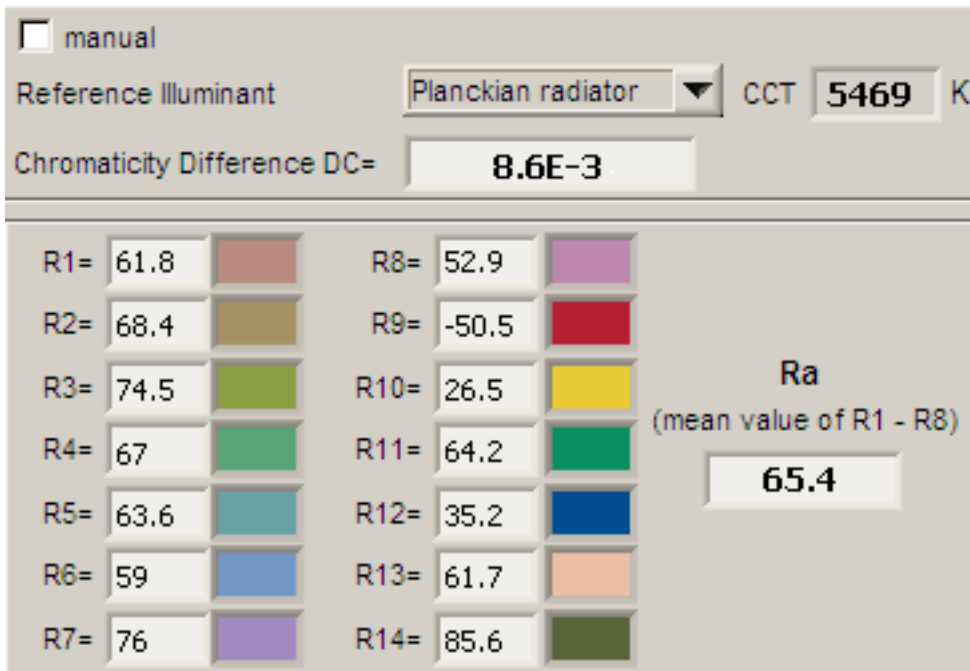 manual
Reference Illuminant Planckian radiator CCT 5469 K
Chromaticity Difference DC= 8.6E-3
R1= 61.8 R8= 52.9
R2= 68.4 R9= -50.5
R3= 74.5 R10= 26.5
Ra
(mean value of R1 - R8)
R4= 67 R11= 64.2
65.4
R5= 63.6 R12= 35.2
R6= 59 R13= 61.7
R7= 76 R14= 85.6